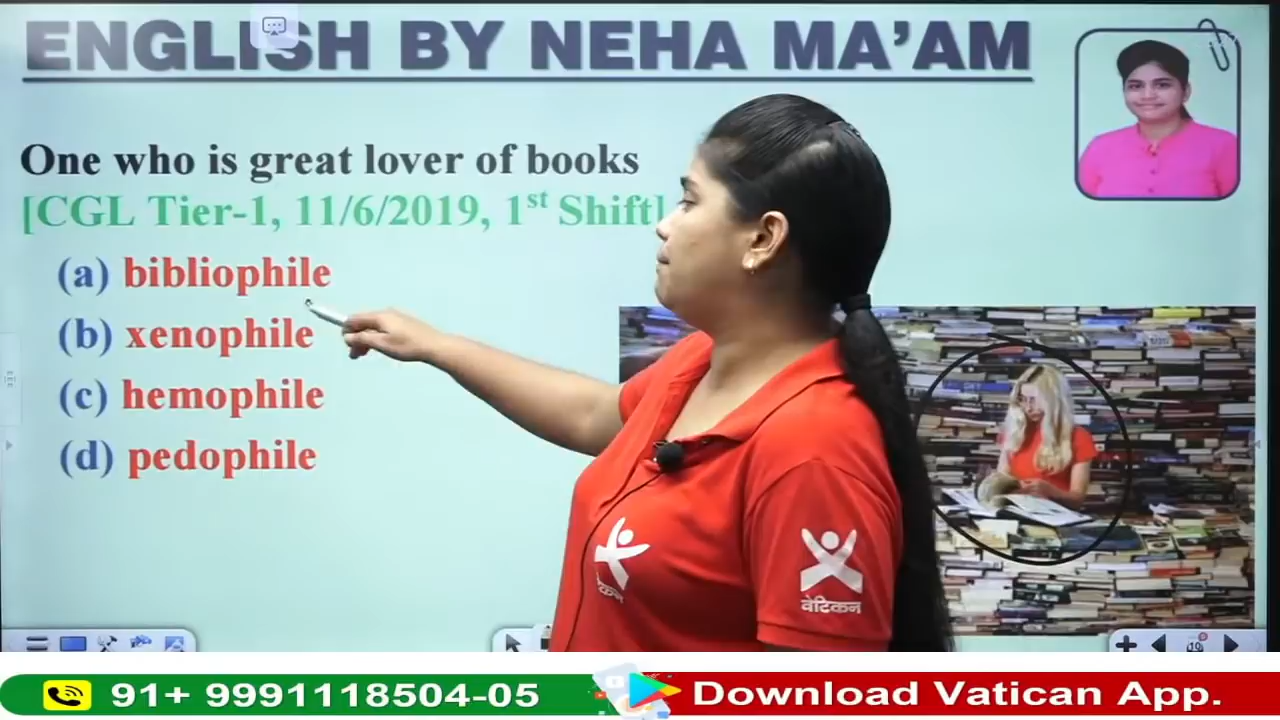 ENGLISH BY NEHA MA’AM
One who is great lover of books
[CGL Tier-1, 11/6/2019, 1st Shift]
(a) bibliophile
(b) xenophile
(c) hemophile
(d) pedophile
वेटिकन
91+ 9991118504-05
Download Vatican App.